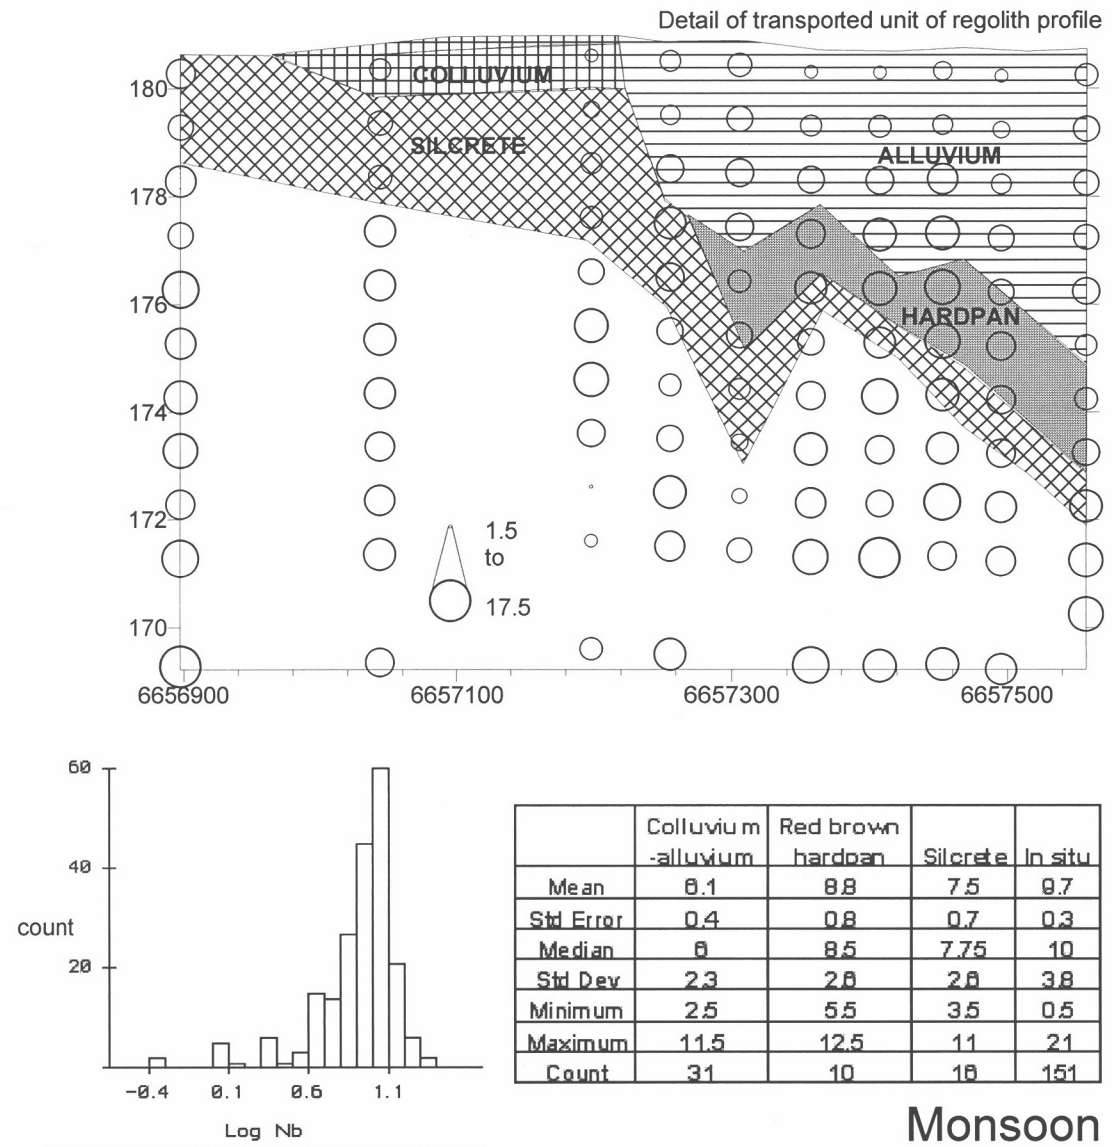 Detail of transported unit of regolith profile
180
COLLUVIUM
SILCRETE
ALLUVIUM
178
176
HARDPAN
174
172
1.5
to
17.5
170
6656900 6657100 6657300 6657500
60
40
count
20
-0.4 0.1 0.6 1.1
Log Nb
Colluvium Red brown
-alluvium hardpan Silcrete In situ
Mean 6.1 8.8 7.5 9.7
Std Error 0.4 0.8 0.7 0.3
Median 6 8.5 7.75 10
Std Dev 2.3 2.6 2.8 3.8
Minimum 2.5 5.5 3.5 0.5
Maximum 11.5 12.5 11 21
Count 31 10 16 151
Monsoon